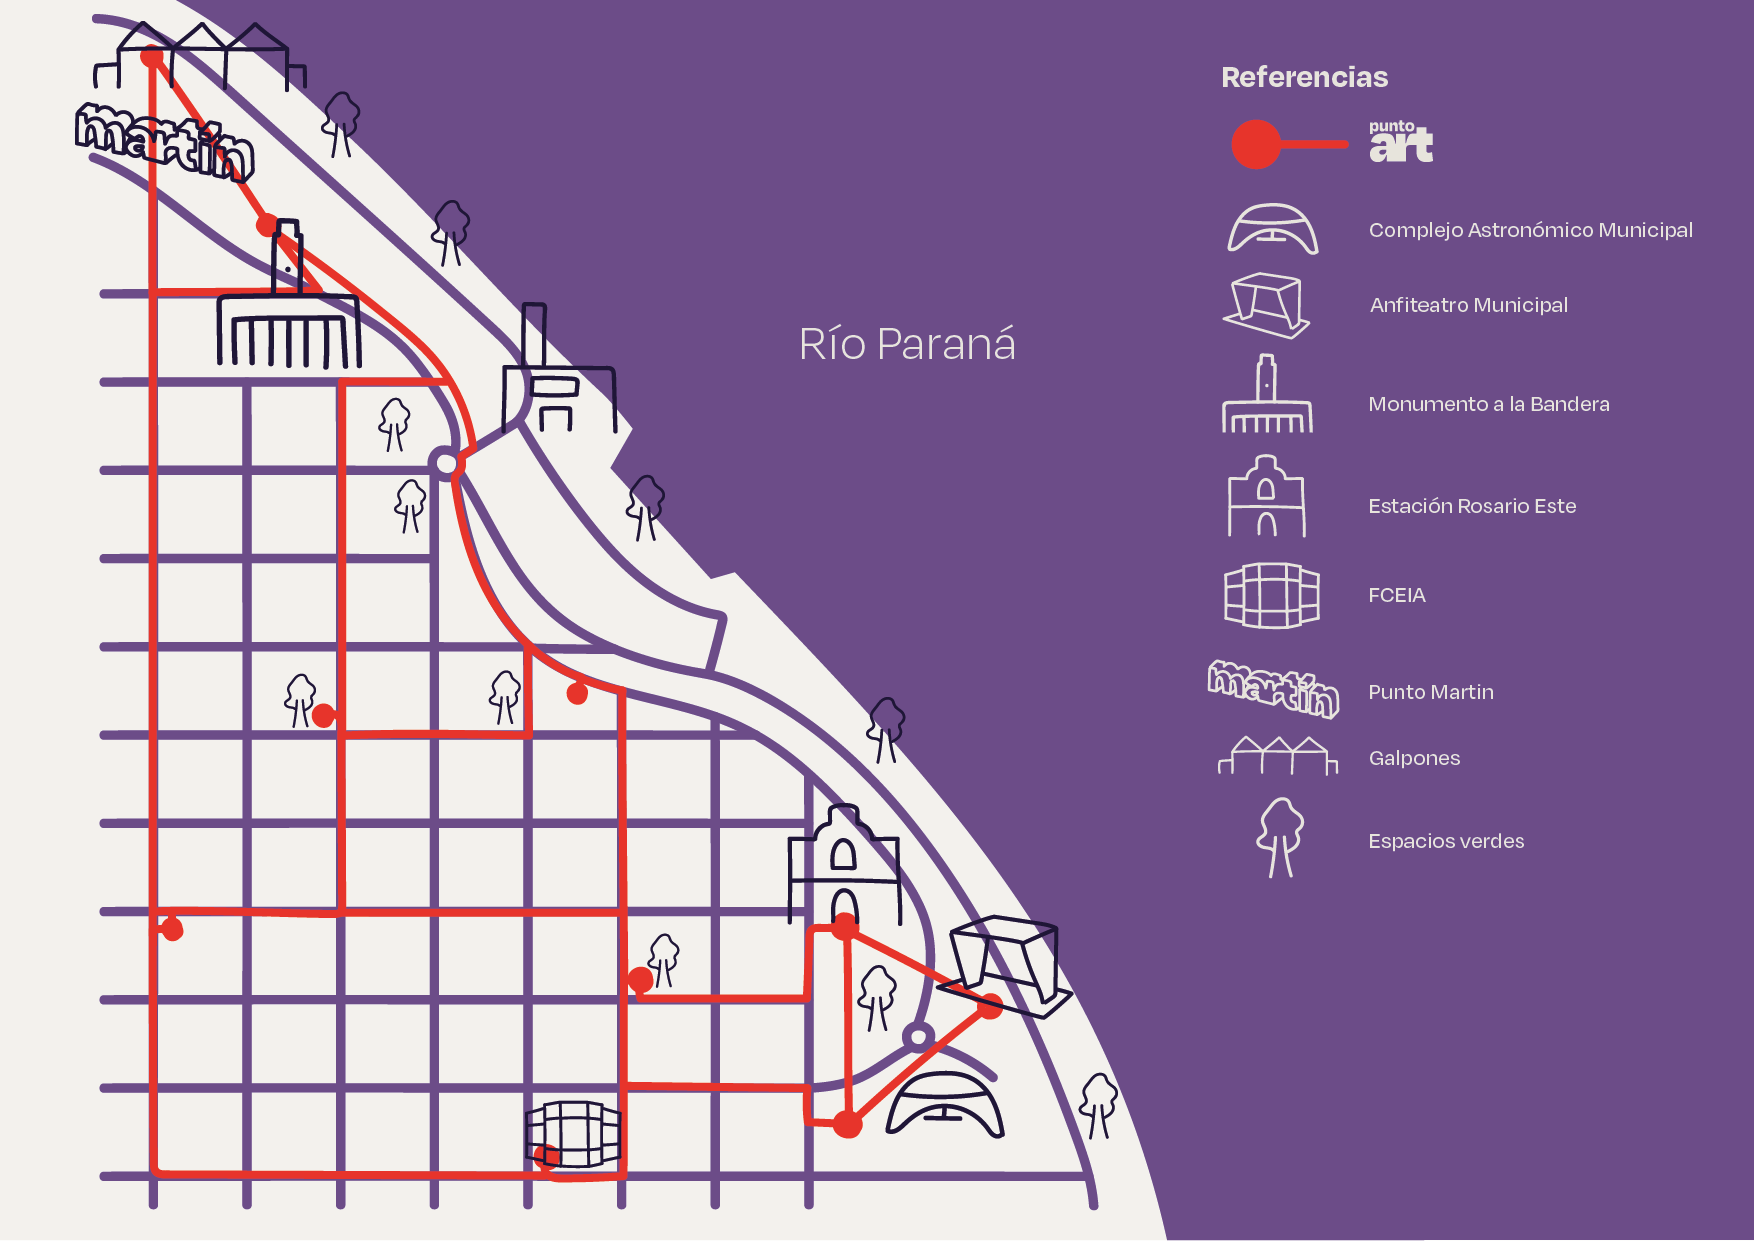 martin
Río Paraná
Referencias
punto
art
Complejo Astronómico Municipal
Anfiteatro Municipal
Monumento a la Bandera
Estación Rosario Este
FCEIA
martin
Punto Martin
Galpones
Espacios verdes